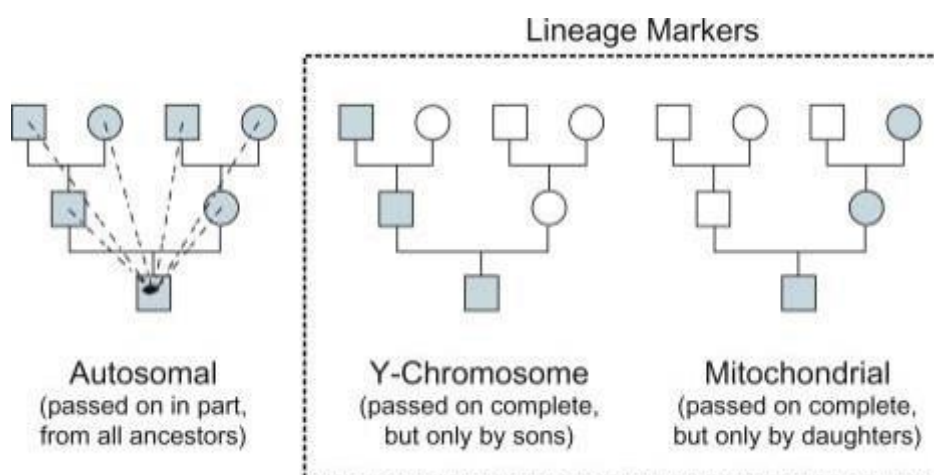 Lineage Markers
Autosomal
(passed on in part,
from all ancestors)
Y-Chromosome
(passed on complete,
but only by sons)
Mitochondrial
(passed on complete,
but only by daughters)